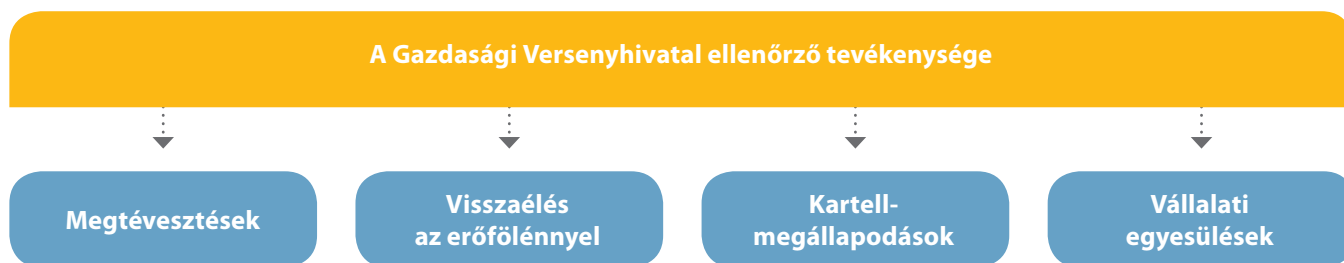 A Gazdasági Versenyhivatal ellenőrző tevékenysége
Megtévesztések
Visszaélés
az erőfölénnyel
Kartell-
megállapodások
Vállalati
egyesülések